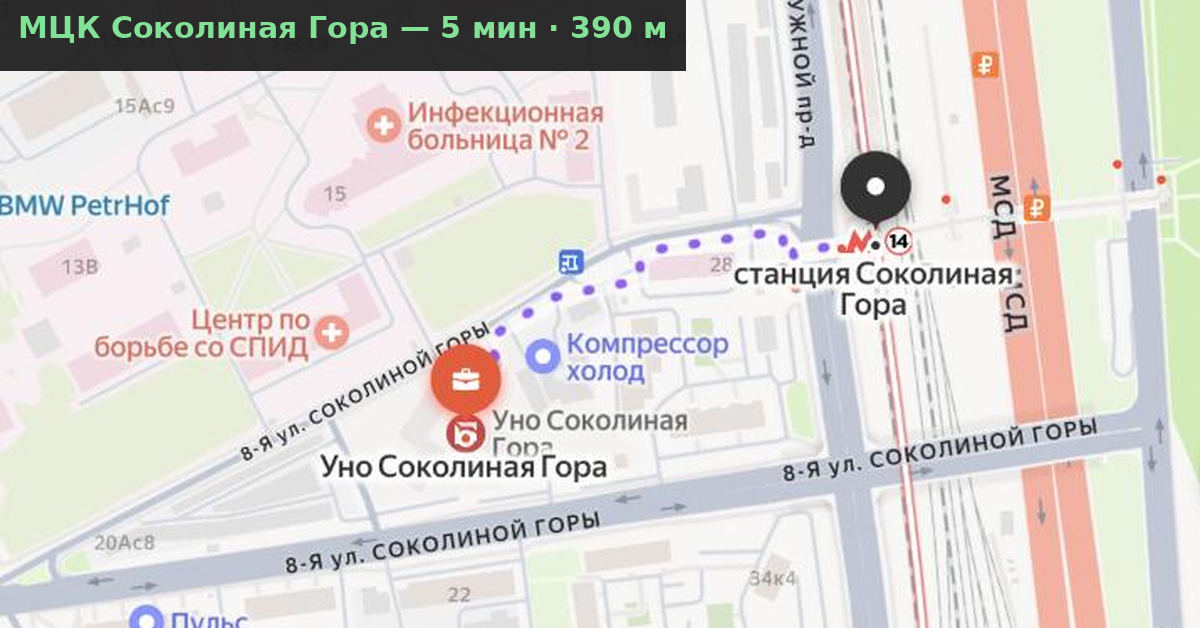 МЦК Соколиная Гора — 5 мин · 390 м
15Ас9
Инфекционная
больница № 2
15
BMW PetrHof
13В
Центр по
борьбе со СПИД
28
14
станция Соколиная
Гора
МСД
МСД
8-Я ул. СОКОЛИНОЙ ГОРЫ
Компрессор
холод
Уно Соколиная
Гора
Уно Соколиная Гора
8-Я ул. СОКОЛИНОЙ ГОРЫ
8-Я ул. СОКОЛИНОЙ ГОРЫ
20Ас8
22
34к4
Пульс